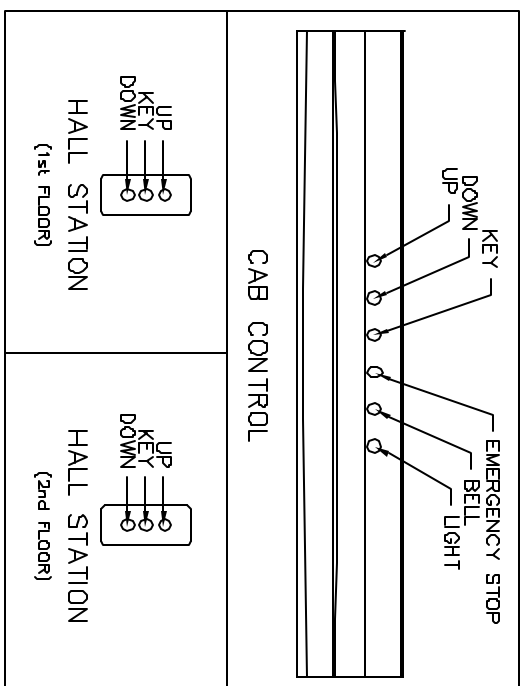 KEY
DOWN
UP
EMERGENCY STOP
BELL
LIGHT
CAB CONTROL
UP
KEY
DOWN
HALL STATION
(1st FLOOR)
UP
KEY
DOWN
HALL STATION
(2nd FLOOR)